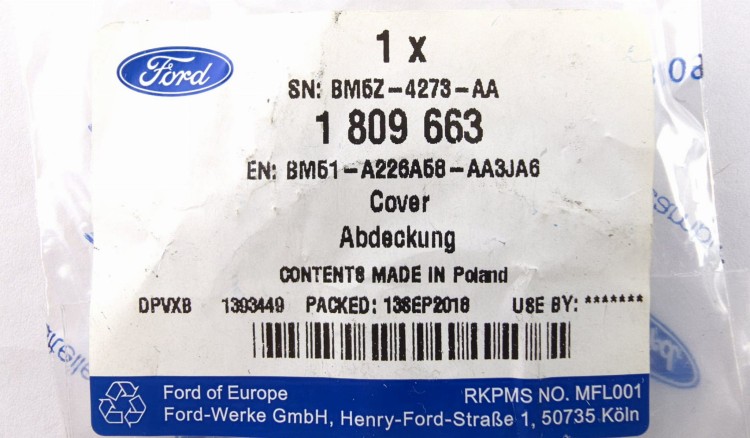 Ford
1 x
SN: BM5Z-4273-AA
1 809 663
EN: BM51-A226A58-AA3JA6
Cover
Abdeckung
CONTENTS MADE IN Poland
DPVXB 1393449 PACKED: 13SEP2018 USE BY: *******
Ford of Europe RKPMS NO. MFL001
Ford-Werke GmbH, Henry-Ford-Straße 1, 50735 Köln